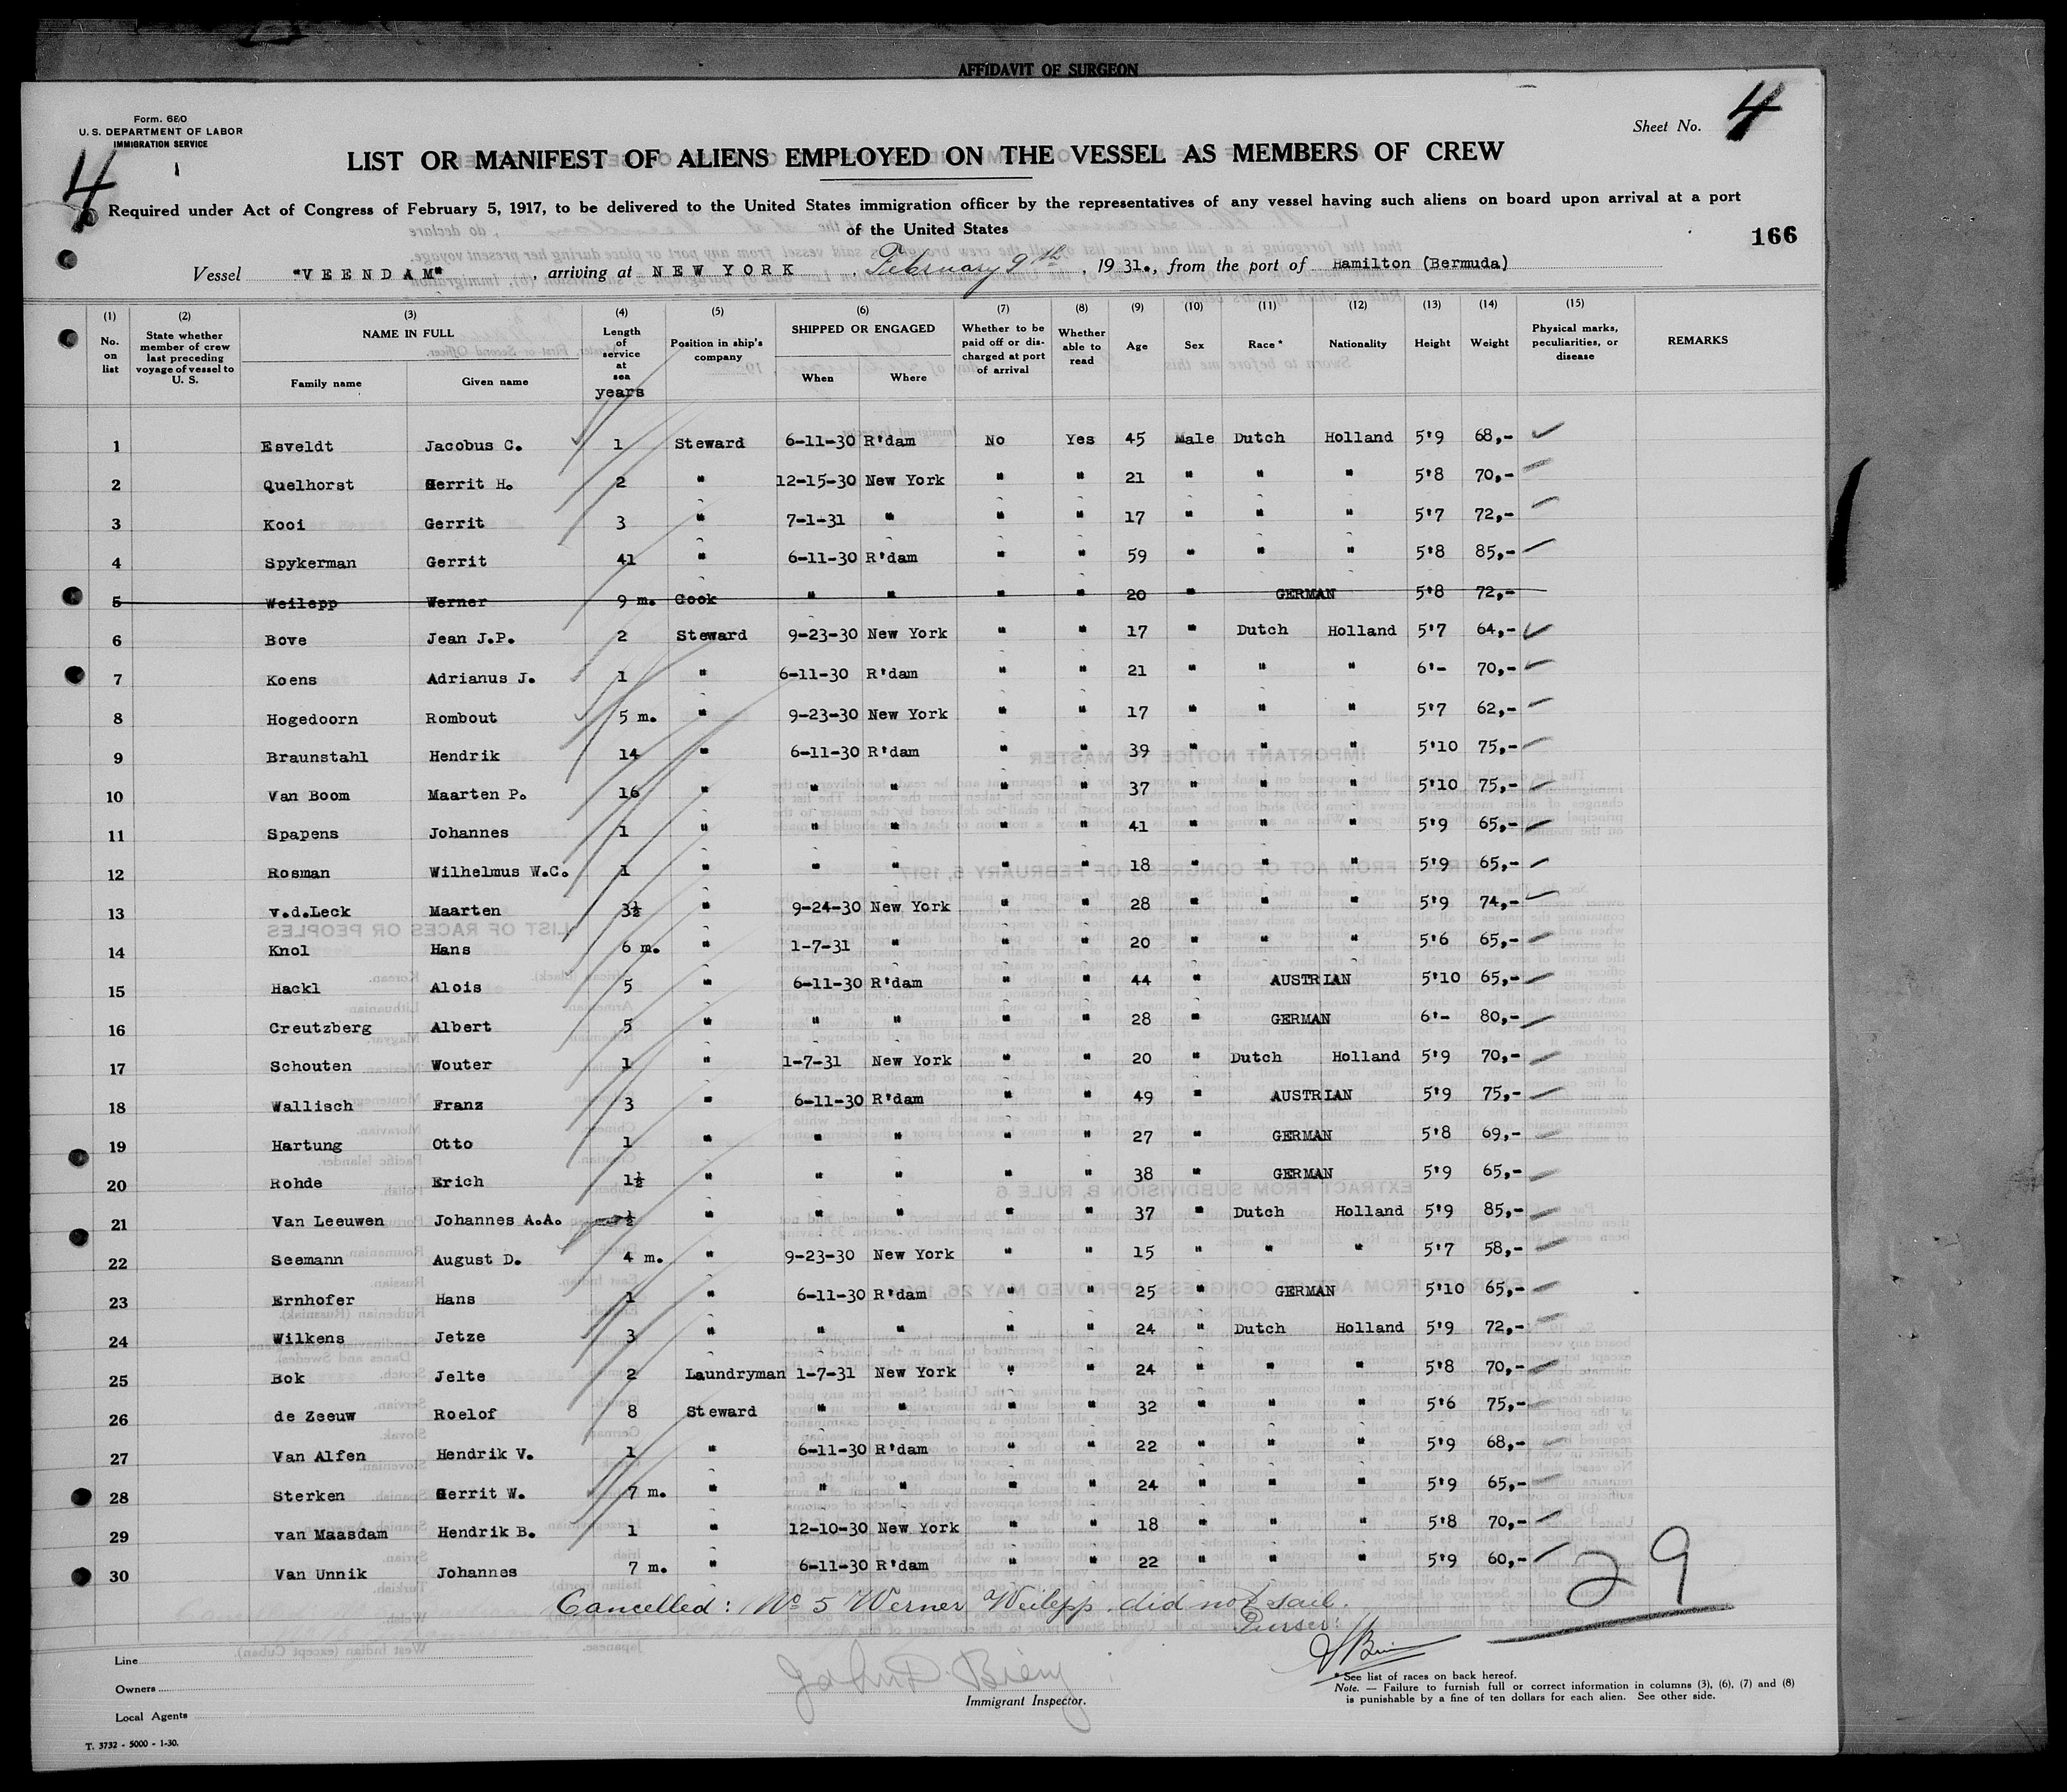 AFFIDAVIT OF SURGEON
Form. 680
U. S. DEPARTMENT OF LABOR
IMMIGRATION SERVICE
Sheet No. 4
4
LIST OR MANIFEST OF ALIENS EMPLOYED ON THE VESSEL AS MEMBERS OF CREW
Required under Act of Congress of February 5, 1917, to be delivered to the United States immigration officer by the representatives of any vessel having such aliens on board upon arrival at a port
of the United States
166
Vessel "VEENDAM", arriving at NEW YORK, February 9th, 1931., from the port of Hamilton (Bermuda)
(1) (2) (3) (4) (5) (6) (7) (8) (9) (10) (11) (12) (13) (14) (15)
No. on list State whether member of crew last preceding voyage of vessel to U. S. NAME IN FULL Family name Given name Length of service at sea years Position in ship's company SHIPPED OR ENGAGED When Where Whether to be paid off or discharged at port of arrival Whether able to read Age Sex Race * Nationality Height Weight Physical marks, peculiarities, or disease REMARKS
1 Esveldt Jacobus C. 1 Steward 6-11-30 R'dam No Yes 45 Male Dutch Holland 5'9 68,-
2 Quelhorst Gerrit H. 2 " 12-15-30 New York " " 21 " " " 5'8 70,-
3 Kooi Gerrit 3 " 7-1-31 " " " 17 " " " 5'7 72,-
4 Spykerman Gerrit 41 " 6-11-30 R'dam " " 59 " " " 5'8 85,-
5 Weilepp Werner 9 m. Cook " " " " 20 " GERMAN 5'8 72,-
6 Bove Jean J.P. 2 Steward 9-23-30 New York " " 17 " Dutch Holland 5'7 64,-
7 Koens Adrianus J. 1 " 6-11-30 R'dam " " 21 " " " 6'- 70,-
8 Hogedoorn Rombout 5 m. " 9-23-30 New York " " 17 " " " 5'7 62,-
9 Braunstahl Hendrik 14 " 6-11-30 R'dam " " 39 " " " 5'10 75,-
10 Van Boom Maarten P. 16 " " " " " 37 " " " 5'10 75,-
11 Spapens Johannes 1 " " " " " 41 " " " 5'9 65,-
12 Rosman Wilhelmus W.C. 1 " " " " " 18 " " " 5'9 65,-
13 v.d.Leck Maarten 3½ " 9-24-30 New York " " 28 " " " 5'9 74,-
14 Knol Hans 6 m. " 1-7-31 " " " 20 " " " 5'6 65,-
15 Hackl Alois 5 " 6-11-30 R'dam " " 44 " AUSTRIAN 5'10 65,-
16 Creutzberg Albert 5 " " " " " 28 " GERMAN 6'- 80,-
17 Schouten Wouter 1 " 1-7-31 New York " " 20 " Dutch Holland 5'9 70,-
18 Wallisch Franz 3 " 6-11-30 R'dam " " 49 " AUSTRIAN 5'9 75,-
19 Hartung Otto 1 " " " " " 27 " GERMAN 5'8 69,-
20 Rohde Erich 1½ " " " " " 38 " GERMAN 5'9 65,-
21 Van Leeuwen Johannes A.A. ½ " " " " " 37 " Dutch Holland 5'9 85,-
22 Seemann August D. 4 m. " 9-23-30 New York " " 15 " " " 5'7 58,-
23 Ernhofer Hans 1 " 6-11-30 R'dam " " 25 " GERMAN 5'10 65,-
24 Wilkens Jetze 3 " " " " " 24 " Dutch Holland 5'9 72,-
25 Bok Jelte 2 Laundryman 1-7-31 New York " " 24 " " " 5'8 70,-
26 de Zeeuw Roelof 8 Steward " " " " 32 " " " 5'6 75,-
27 Van Alfen Hendrik V. 1 " 6-11-30 R'dam " " 22 " " " 5'9 68,-
28 Sterken Gerrit W. 7 m. " " " " " 24 " " " 5'9 65,-
29 van Maasdam Hendrik B. 1 " 12-10-30 New York " " 18 " " " 5'8 70,-
30 Van Unnik Johannes 7 m. " 6-11-30 R'dam " " 22 " " " 5'9 60,-
29
Cancelled: No 5 Werner Weilepp did not sail.
Purser:
Line
Owners
Local Agents
Immigrant Inspector.
* See list of races on back hereof.
Note. — Failure to furnish full or correct information in columns (3), (6), (7) and (8)
is punishable by a fine of ten dollars for each alien. See other side.
T. 3732 - 5000 - 1-30.